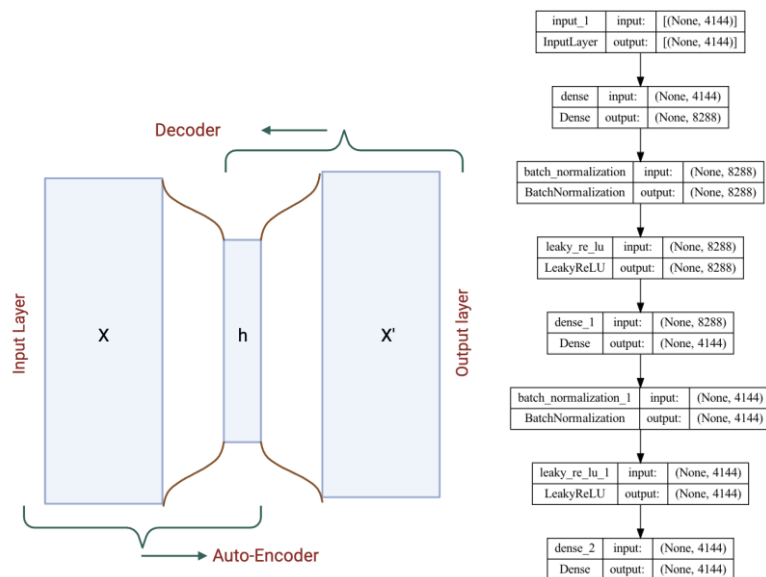 Decoder
Input Layer
X
h
X'
Output layer
Auto-Encoder
input_1 input: [(None, 4144)]
InputLayer output: [(None, 4144)]
dense input: (None, 4144)
Dense output: (None, 8288)
batch_normalization input: (None, 8288)
BatchNormalization output: (None, 8288)
leaky_re_lu input: (None, 8288)
LeakyReLU output: (None, 8288)
dense_1 input: (None, 8288)
Dense output: (None, 4144)
batch_normalization_1 input: (None, 4144)
BatchNormalization output: (None, 4144)
leaky_re_lu_1 input: (None, 4144)
LeakyReLU output: (None, 4144)
dense_2 input: (None, 4144)
Dense output: (None, 4144)